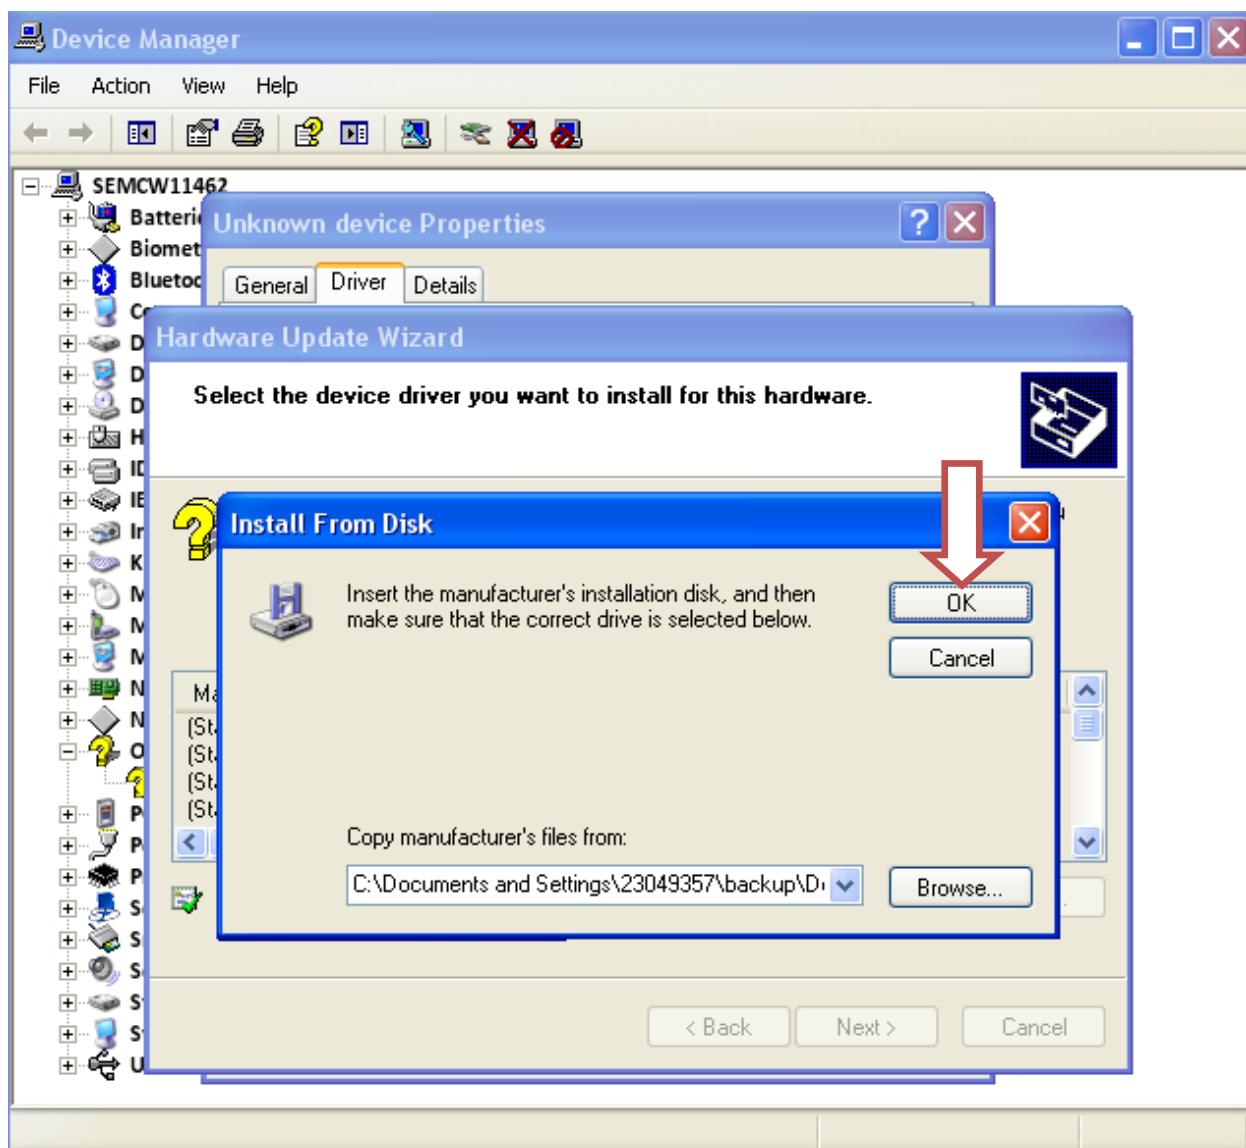 Device Manager
File Action View Help
SEMCW11462
Unknown device Properties
General Driver Details
Hardware Update Wizard
Select the device driver you want to install for this hardware.
Install From Disk
Insert the manufacturer's installation disk, and then
make sure that the correct drive is selected below.
OK
Cancel
Copy manufacturer's files from:
C:\Documents and Settings\23049357\backup\
Browse...
< Back Next > Cancel